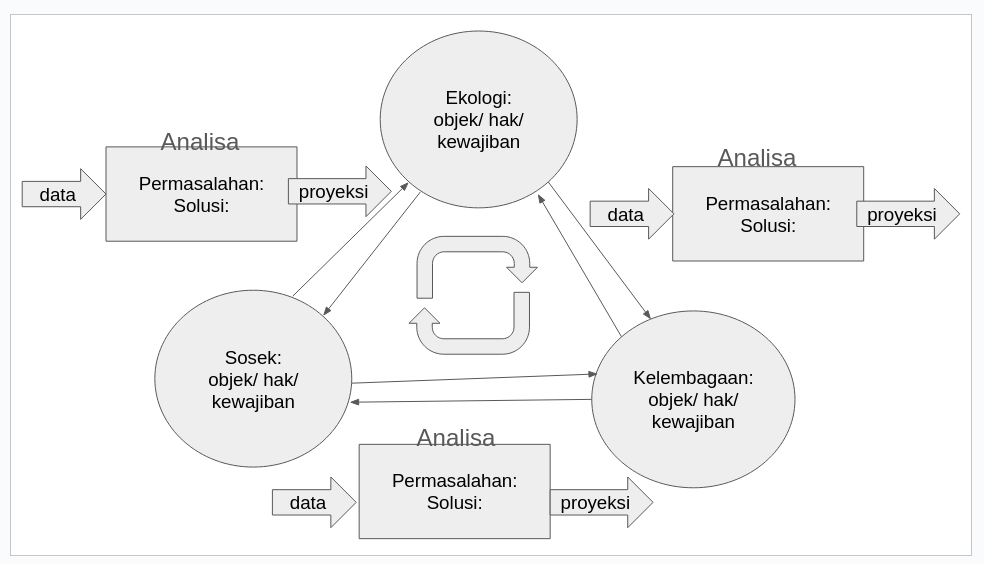 Ekologi:
objek/ hak/
kewajiban
Analisa
data
Permasalahan:
Solusi:
proyeksi
Analisa
data
Permasalahan:
Solusi:
proyeksi
Sosek:
objek/ hak/
kewajiban
Kelembagaan:
objek/ hak/
kewajiban
Analisa
data
Permasalahan:
Solusi:
proyeksi